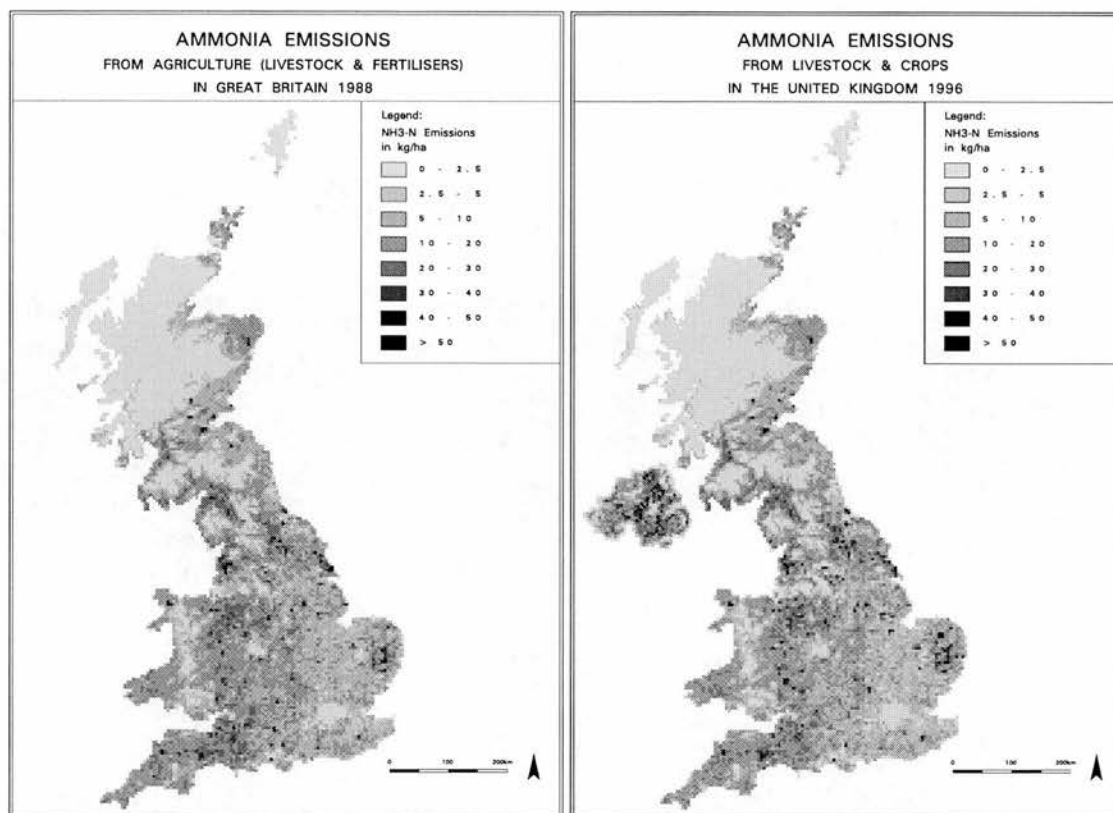 AMMONIA EMISSIONS
FROM AGRICULTURE (LIVESTOCK & FERTILISERS)
IN GREAT BRITAIN 1988
Legend:
NH3-N Emissions
in kg/ha
0 - 2.5
2.5 - 5
5 - 10
10 - 20
20 - 30
30 - 40
40 - 50
> 50
0 100 200km
AMMONIA EMISSIONS
FROM LIVESTOCK & CROPS
IN THE UNITED KINGDOM 1996
Legend:
NH3-N Emissions
in kg/ha
0 - 2.5
2.5 - 5
5 - 10
10 - 20
20 - 30
30 - 40
40 - 50
> 50
0 100 200km